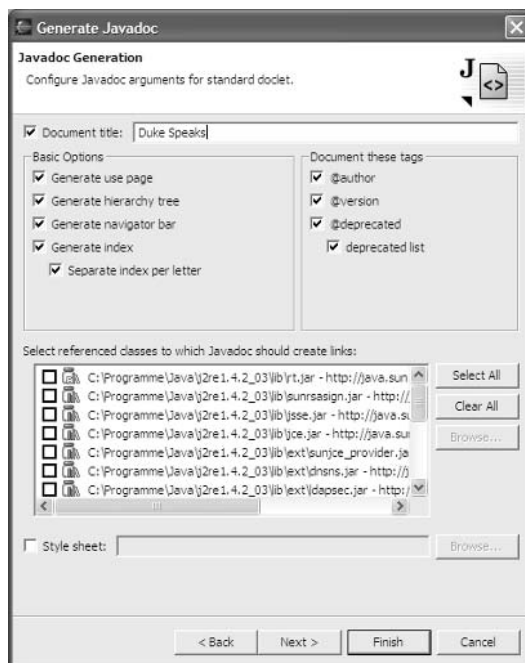 Generate Javadoc
Javadoc Generation
Configure Javadoc arguments for standard doclet.
Document title: Duke Speaks
Basic Options
Generate use page
Generate hierarchy tree
Generate navigator bar
Generate index
Separate index per letter
Document these tags
@author
@version
@deprecated
deprecated list
Select referenced classes to which Javadoc should create links:
C:\Programme\Java\j2re1.4.2_03\lib\rt.jar - http://java.sun
C:\Programme\Java\j2re1.4.2_03\lib\sunrsasign.jar - http://
C:\Programme\Java\j2re1.4.2_03\lib\jsse.jar - http://java.su
C:\Programme\Java\j2re1.4.2_03\lib\jce.jar - http://java.sun
C:\Programme\Java\j2re1.4.2_03\lib\ext\sunjce_provider.ja
C:\Programme\Java\j2re1.4.2_03\lib\ext\dnsns.jar - http://j
C:\Programme\Java\j2re1.4.2_03\lib\ext\ldapsec.jar - http:/
Select All
Clear All
Browse...
Style sheet:
Browse...
< Back
Next >
Finish
Cancel